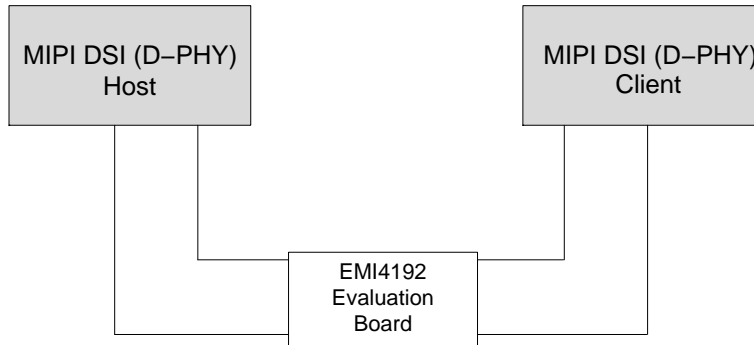 MIPI DSI (D−PHY)
Host
MIPI DSI (D−PHY)
Client
EMI4192
Evaluation
Board